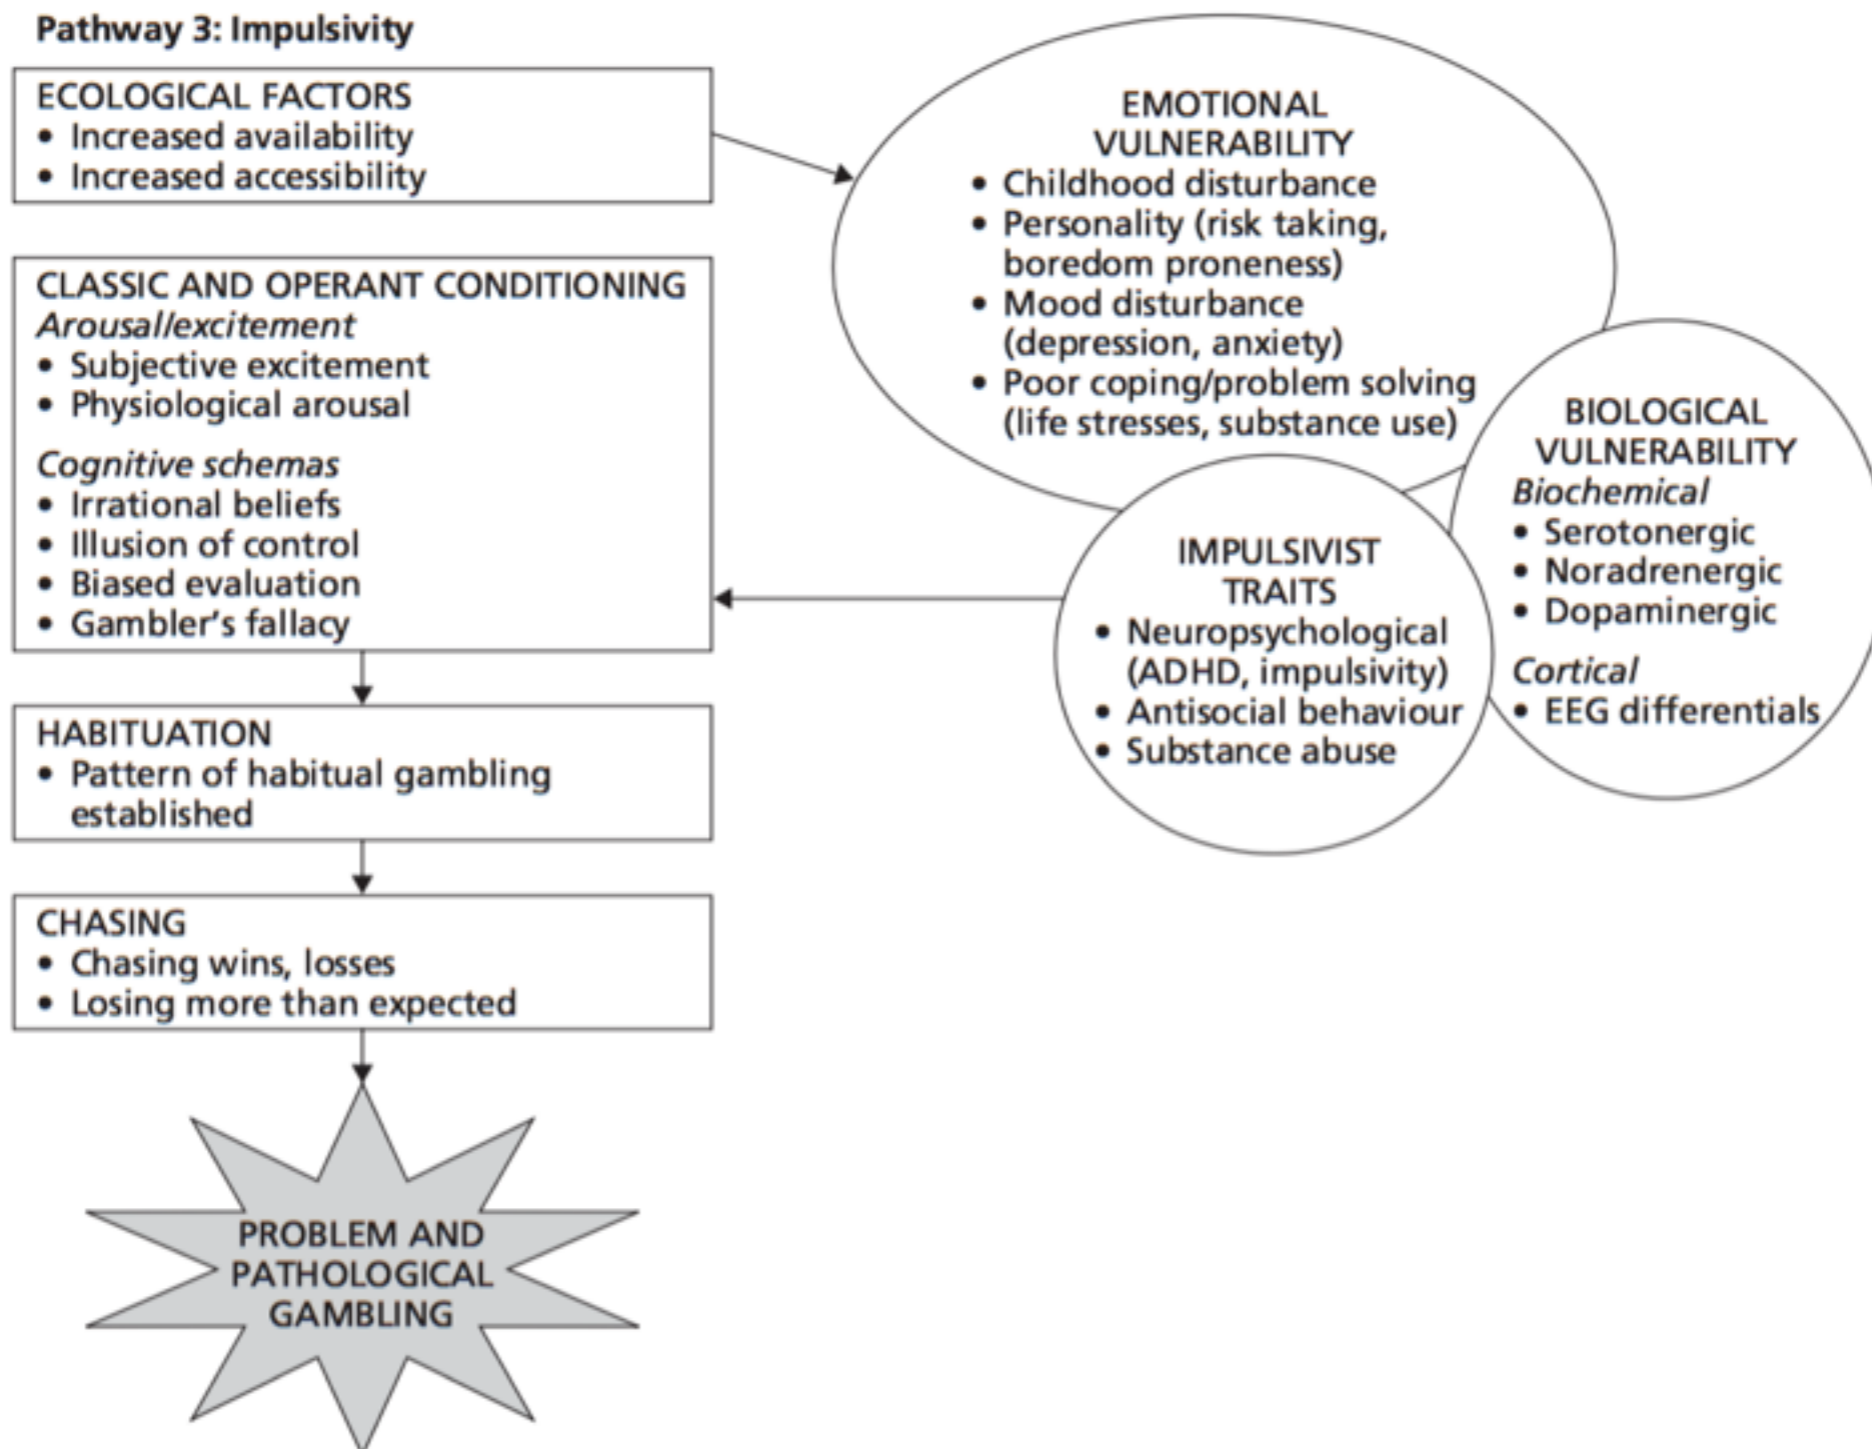 Pathway 3: Impulsivity
ECOLOGICAL FACTORS
• Increased availability
• Increased accessibility
CLASSIC AND OPERANT CONDITIONING
Arousal/excitement
• Subjective excitement
• Physiological arousal
Cognitive schemas
• Irrational beliefs
• Illusion of control
• Biased evaluation
• Gambler's fallacy
HABITUATION
• Pattern of habitual gambling
established
CHASING
• Chasing wins, losses
• Losing more than expected
PROBLEM AND
PATHOLOGICAL
GAMBLING
EMOTIONAL
VULNERABILITY
• Childhood disturbance
• Personality (risk taking,
boredom proneness)
• Mood disturbance
(depression, anxiety)
• Poor coping/problem solving
(life stresses, substance use)
BIOLOGICAL
VULNERABILITY
Biochemical
• Serotonergic
• Noradrenergic
• Dopaminergic
Cortical
• EEG differentials
IMPULSIVIST
TRAITS
• Neuropsychological
(ADHD, impulsivity)
• Antisocial behaviour
• Substance abuse